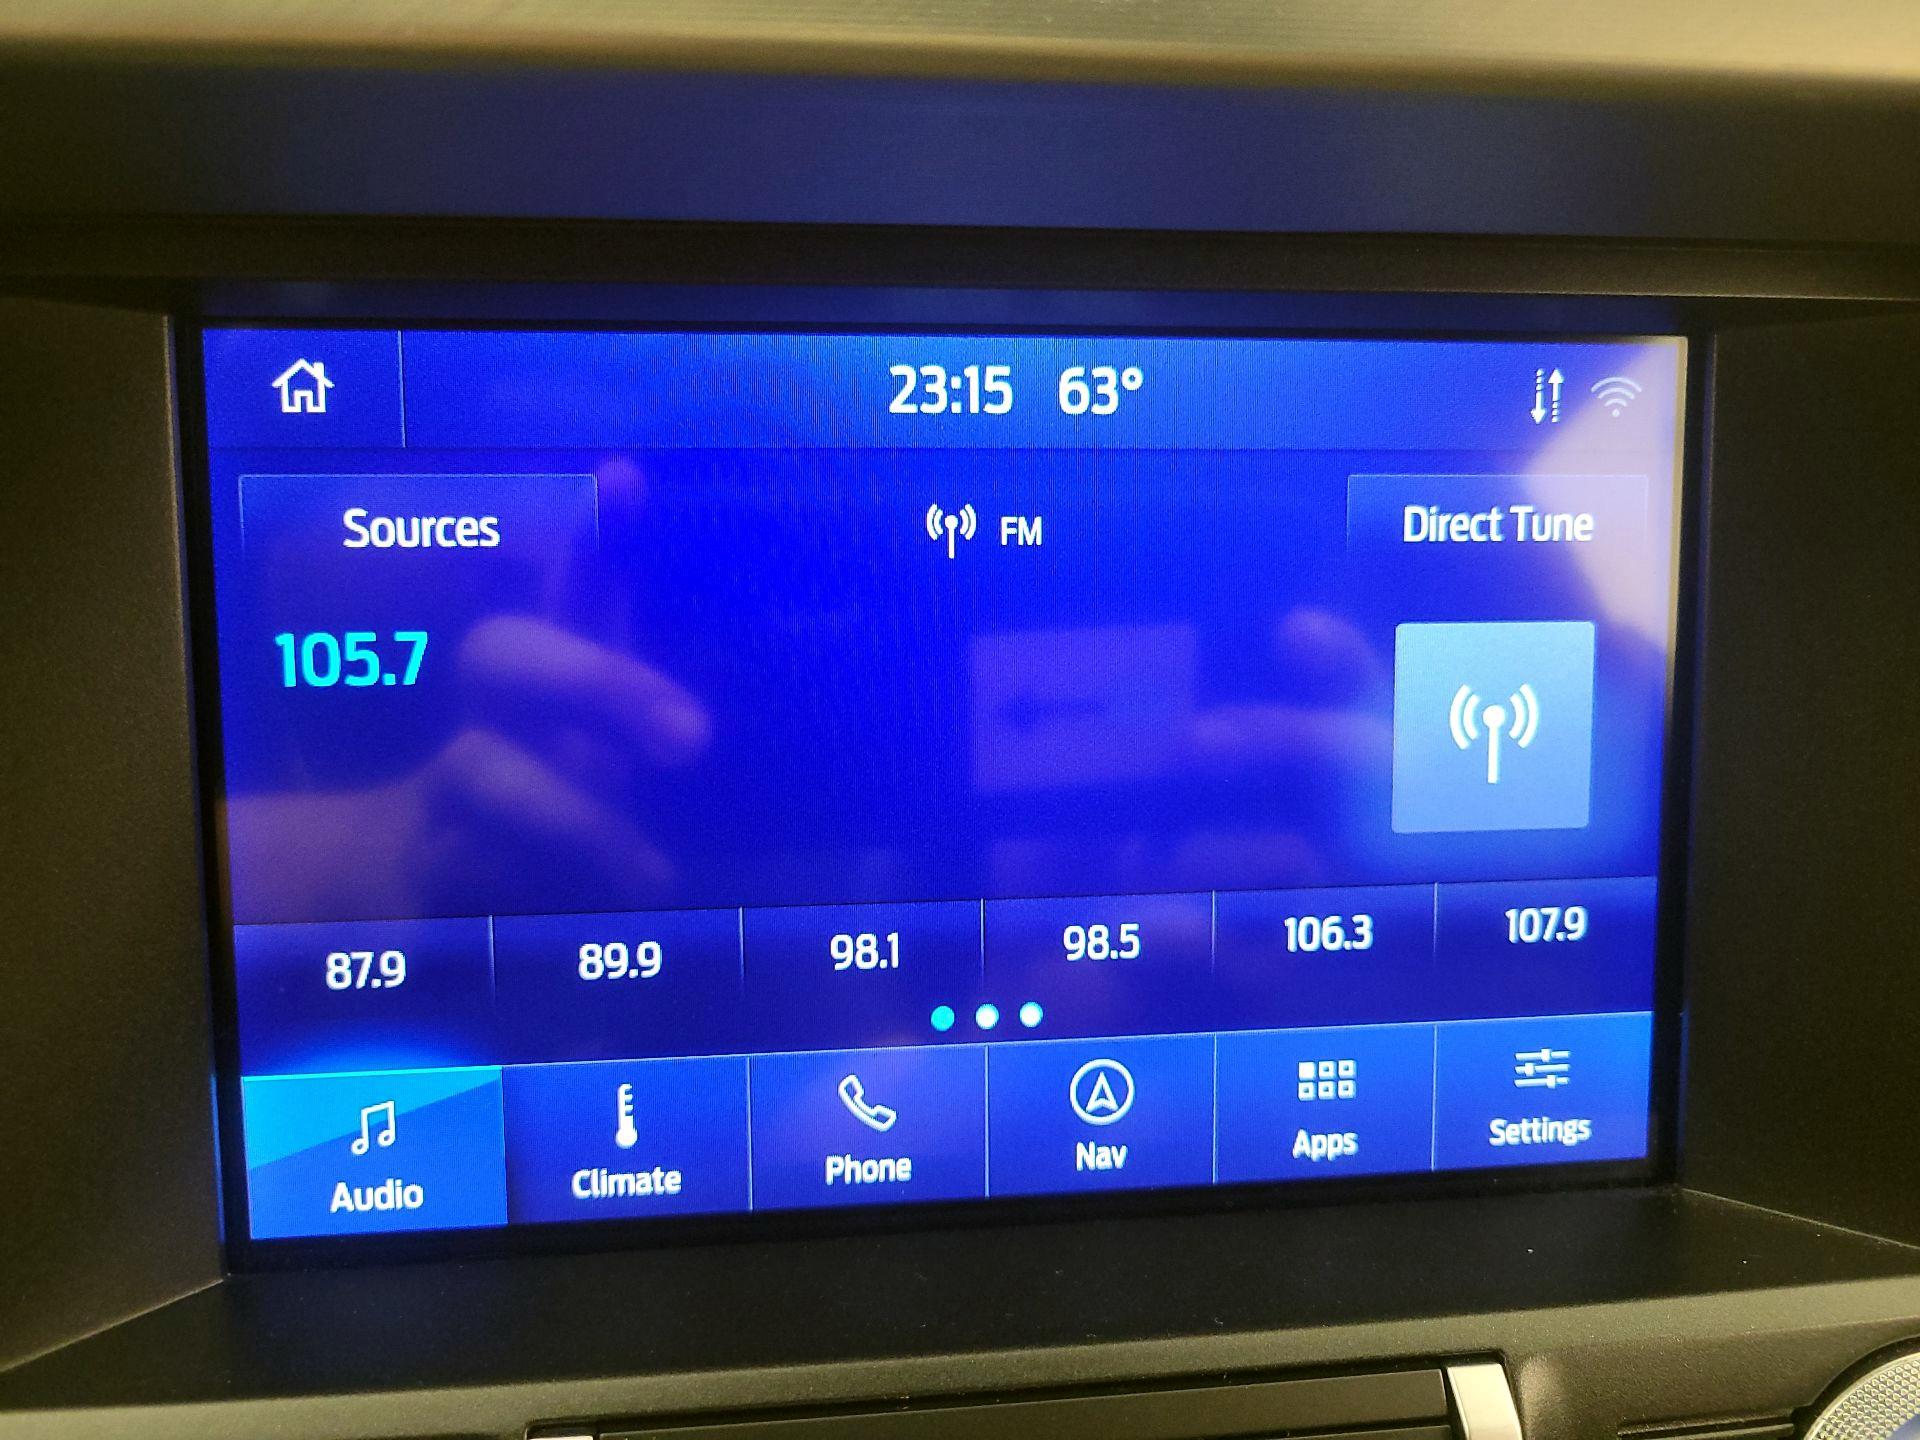 23:15 63°
Sources FM Direct Tune
105.7
87.9 89.9 98.1 98.5 106.3 107.9
Audio Climate Phone Nav Apps Settings